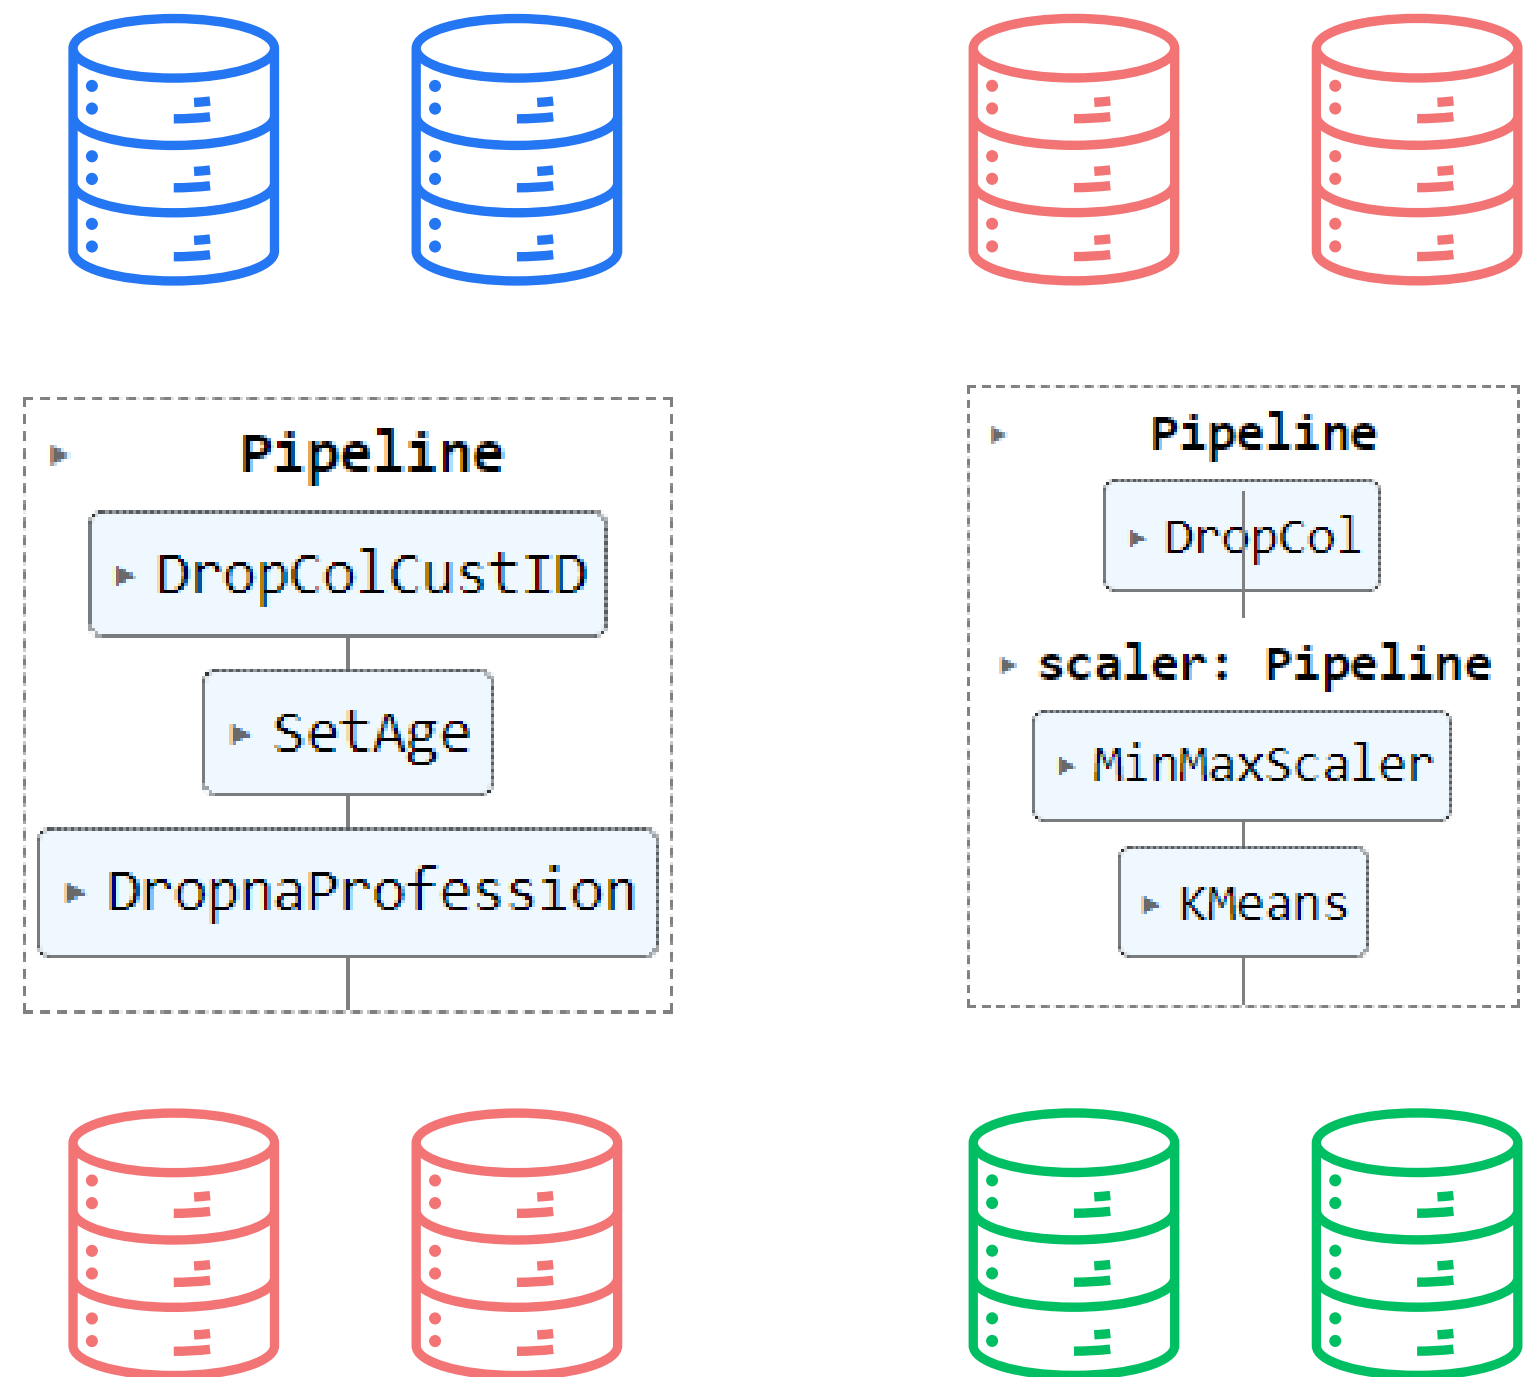 Pipeline
DropColCustID
SetAge
DropnaProfession
Pipeline
DropCol
scaler: Pipeline
MinMaxScaler
KMeans